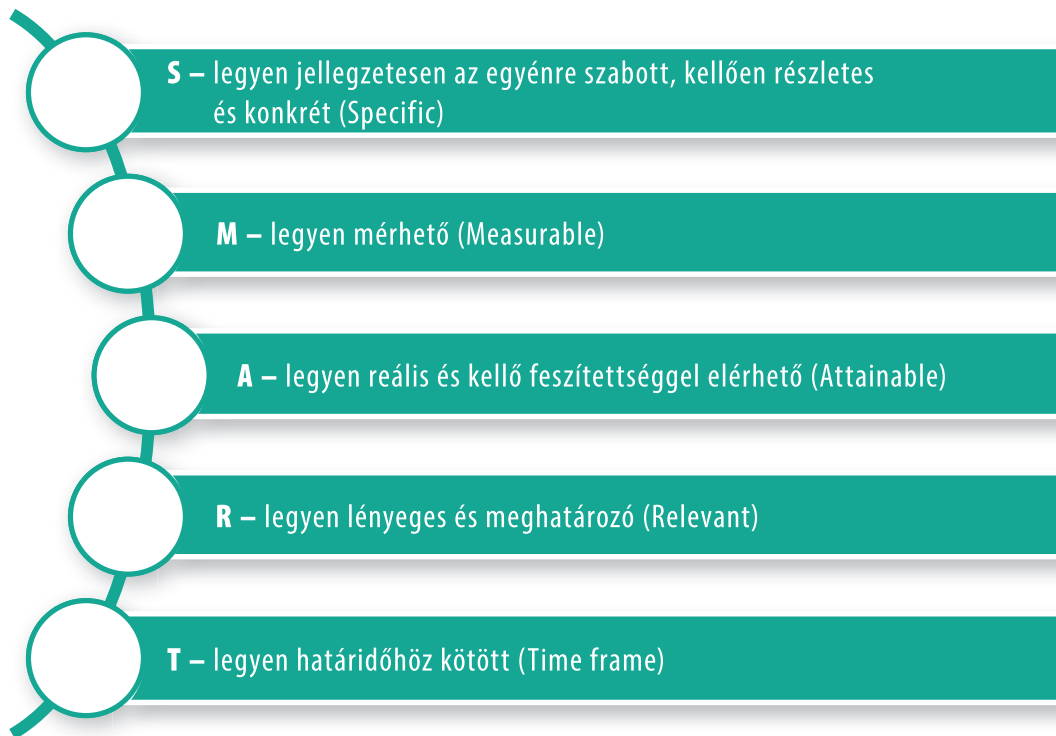 S – legyen jellegzetesen az egyénre szabott, kellően részletes
és konkrét (Specific)
M – legyen mérhető (Measurable)
A – legyen reális és kellő feszítettséggel elérhető (Attainable)
R – legyen lényeges és meghatározó (Relevant)
T – legyen határidőhöz kötött (Time frame)